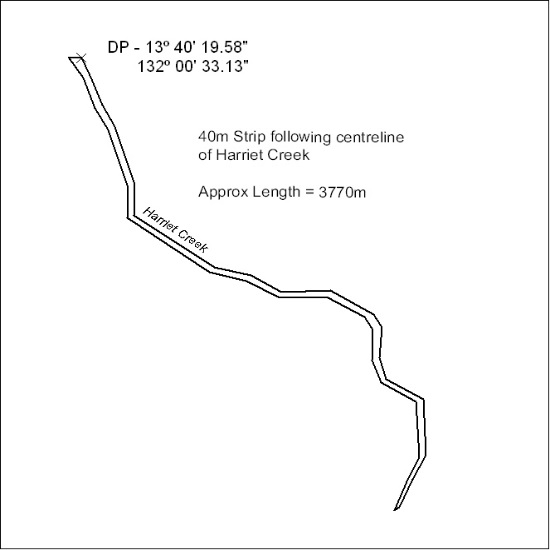 DP - 13º 40' 19.58"
132º 00' 33.13"
40m Strip following centreline
of Harriet Creek
Approx Length = 3770m
Harriet Creek